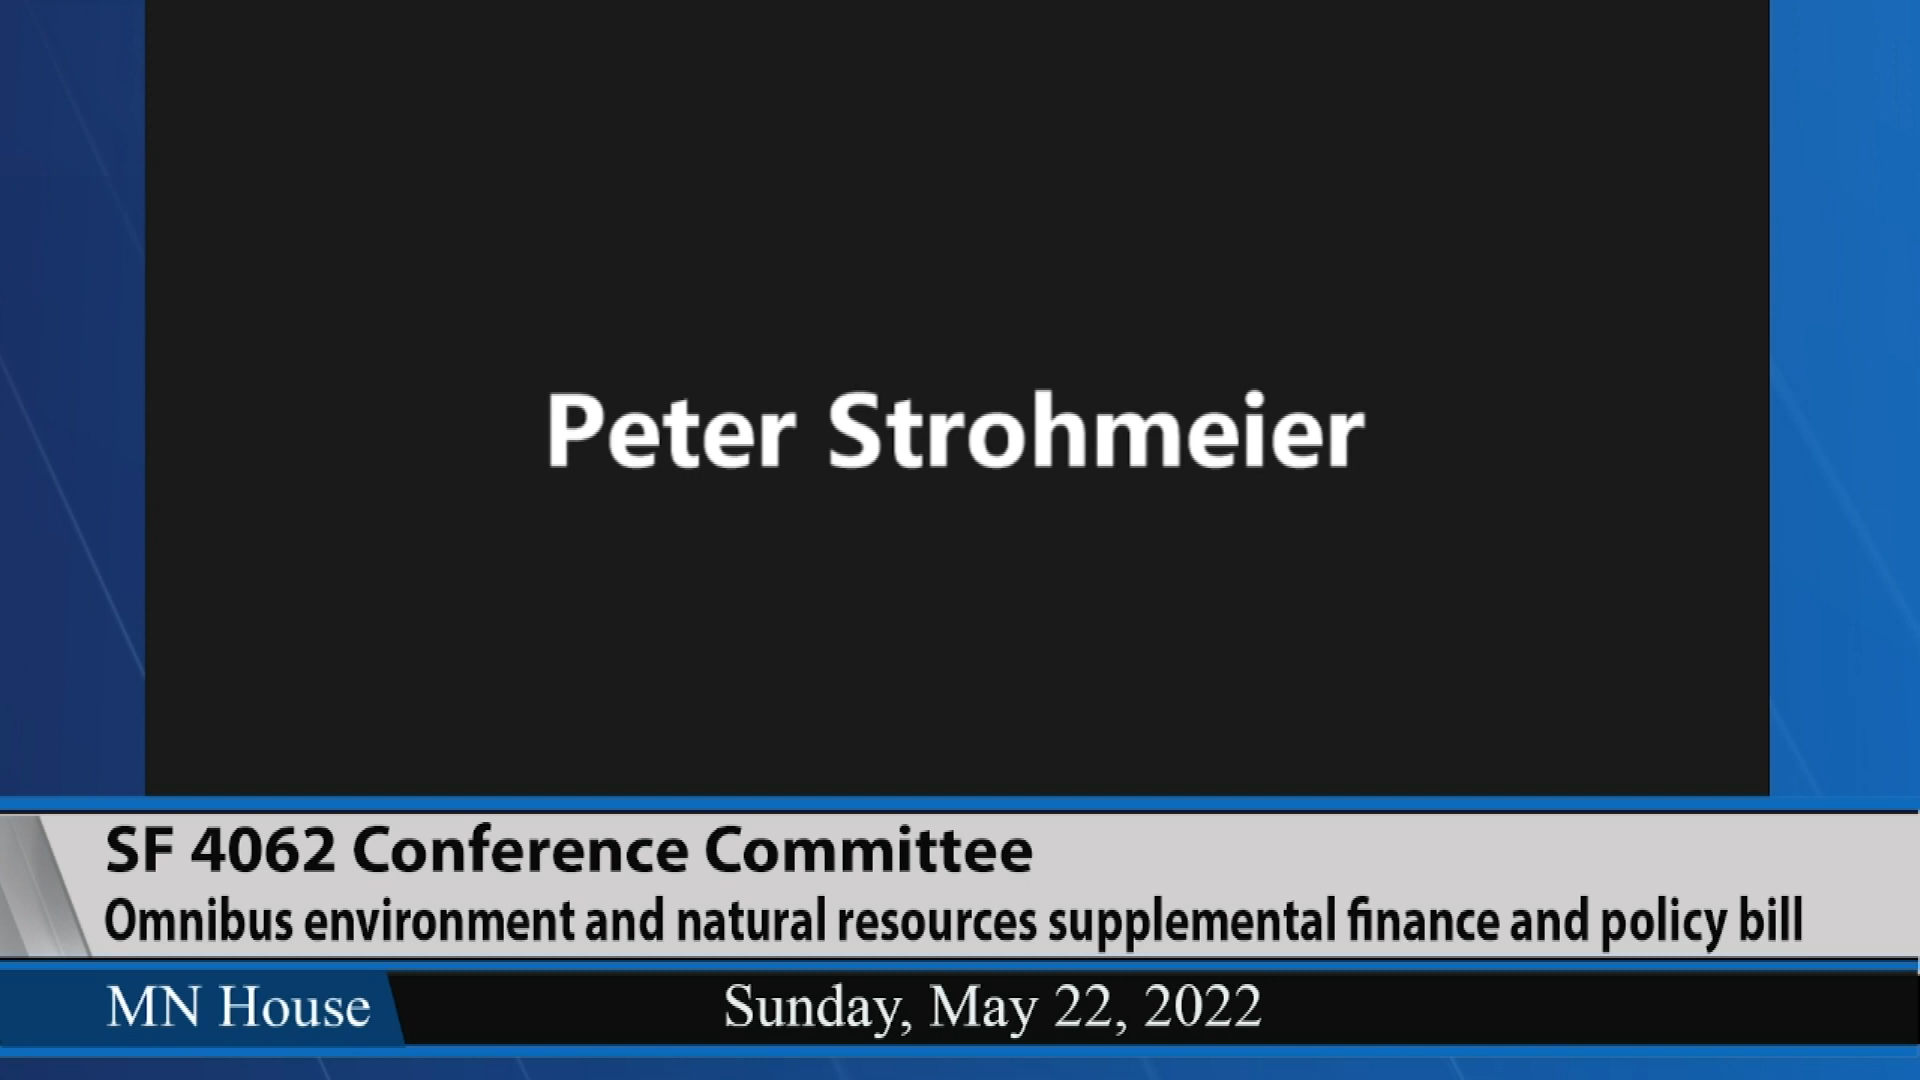 Peter Strohmeier
SF 4062 Conference Committee
Omnibus environment and natural resources supplemental finance and policy bill
MN House
Sunday, May 22, 2022